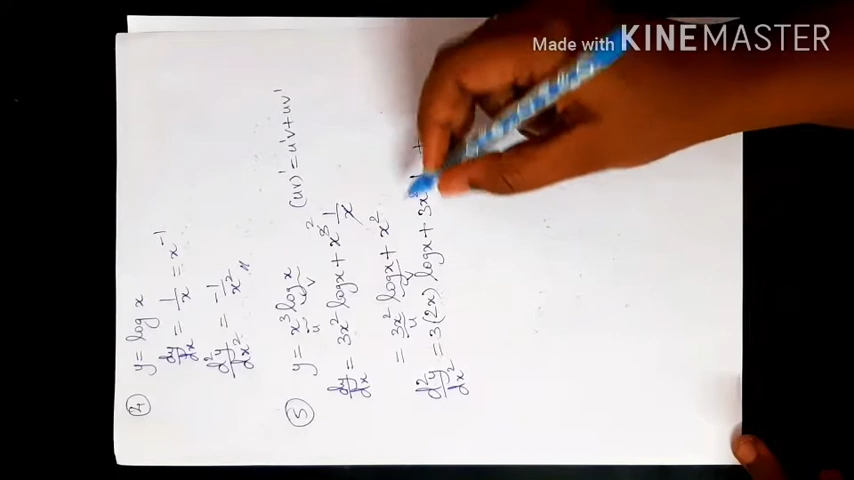 Made with KINEMASTER
④ y = log x
dy/dx = 1/x = x⁻¹
d²y/dx² = -1/x² //
⑤ y = x³ log x (uv)' = u'v + uv'
u v
dy/dx = 3x² log x + x³ 1/x
2
= 3x² log x + x²
u v
d²y/dx² = 3(2x) log x + 3x²